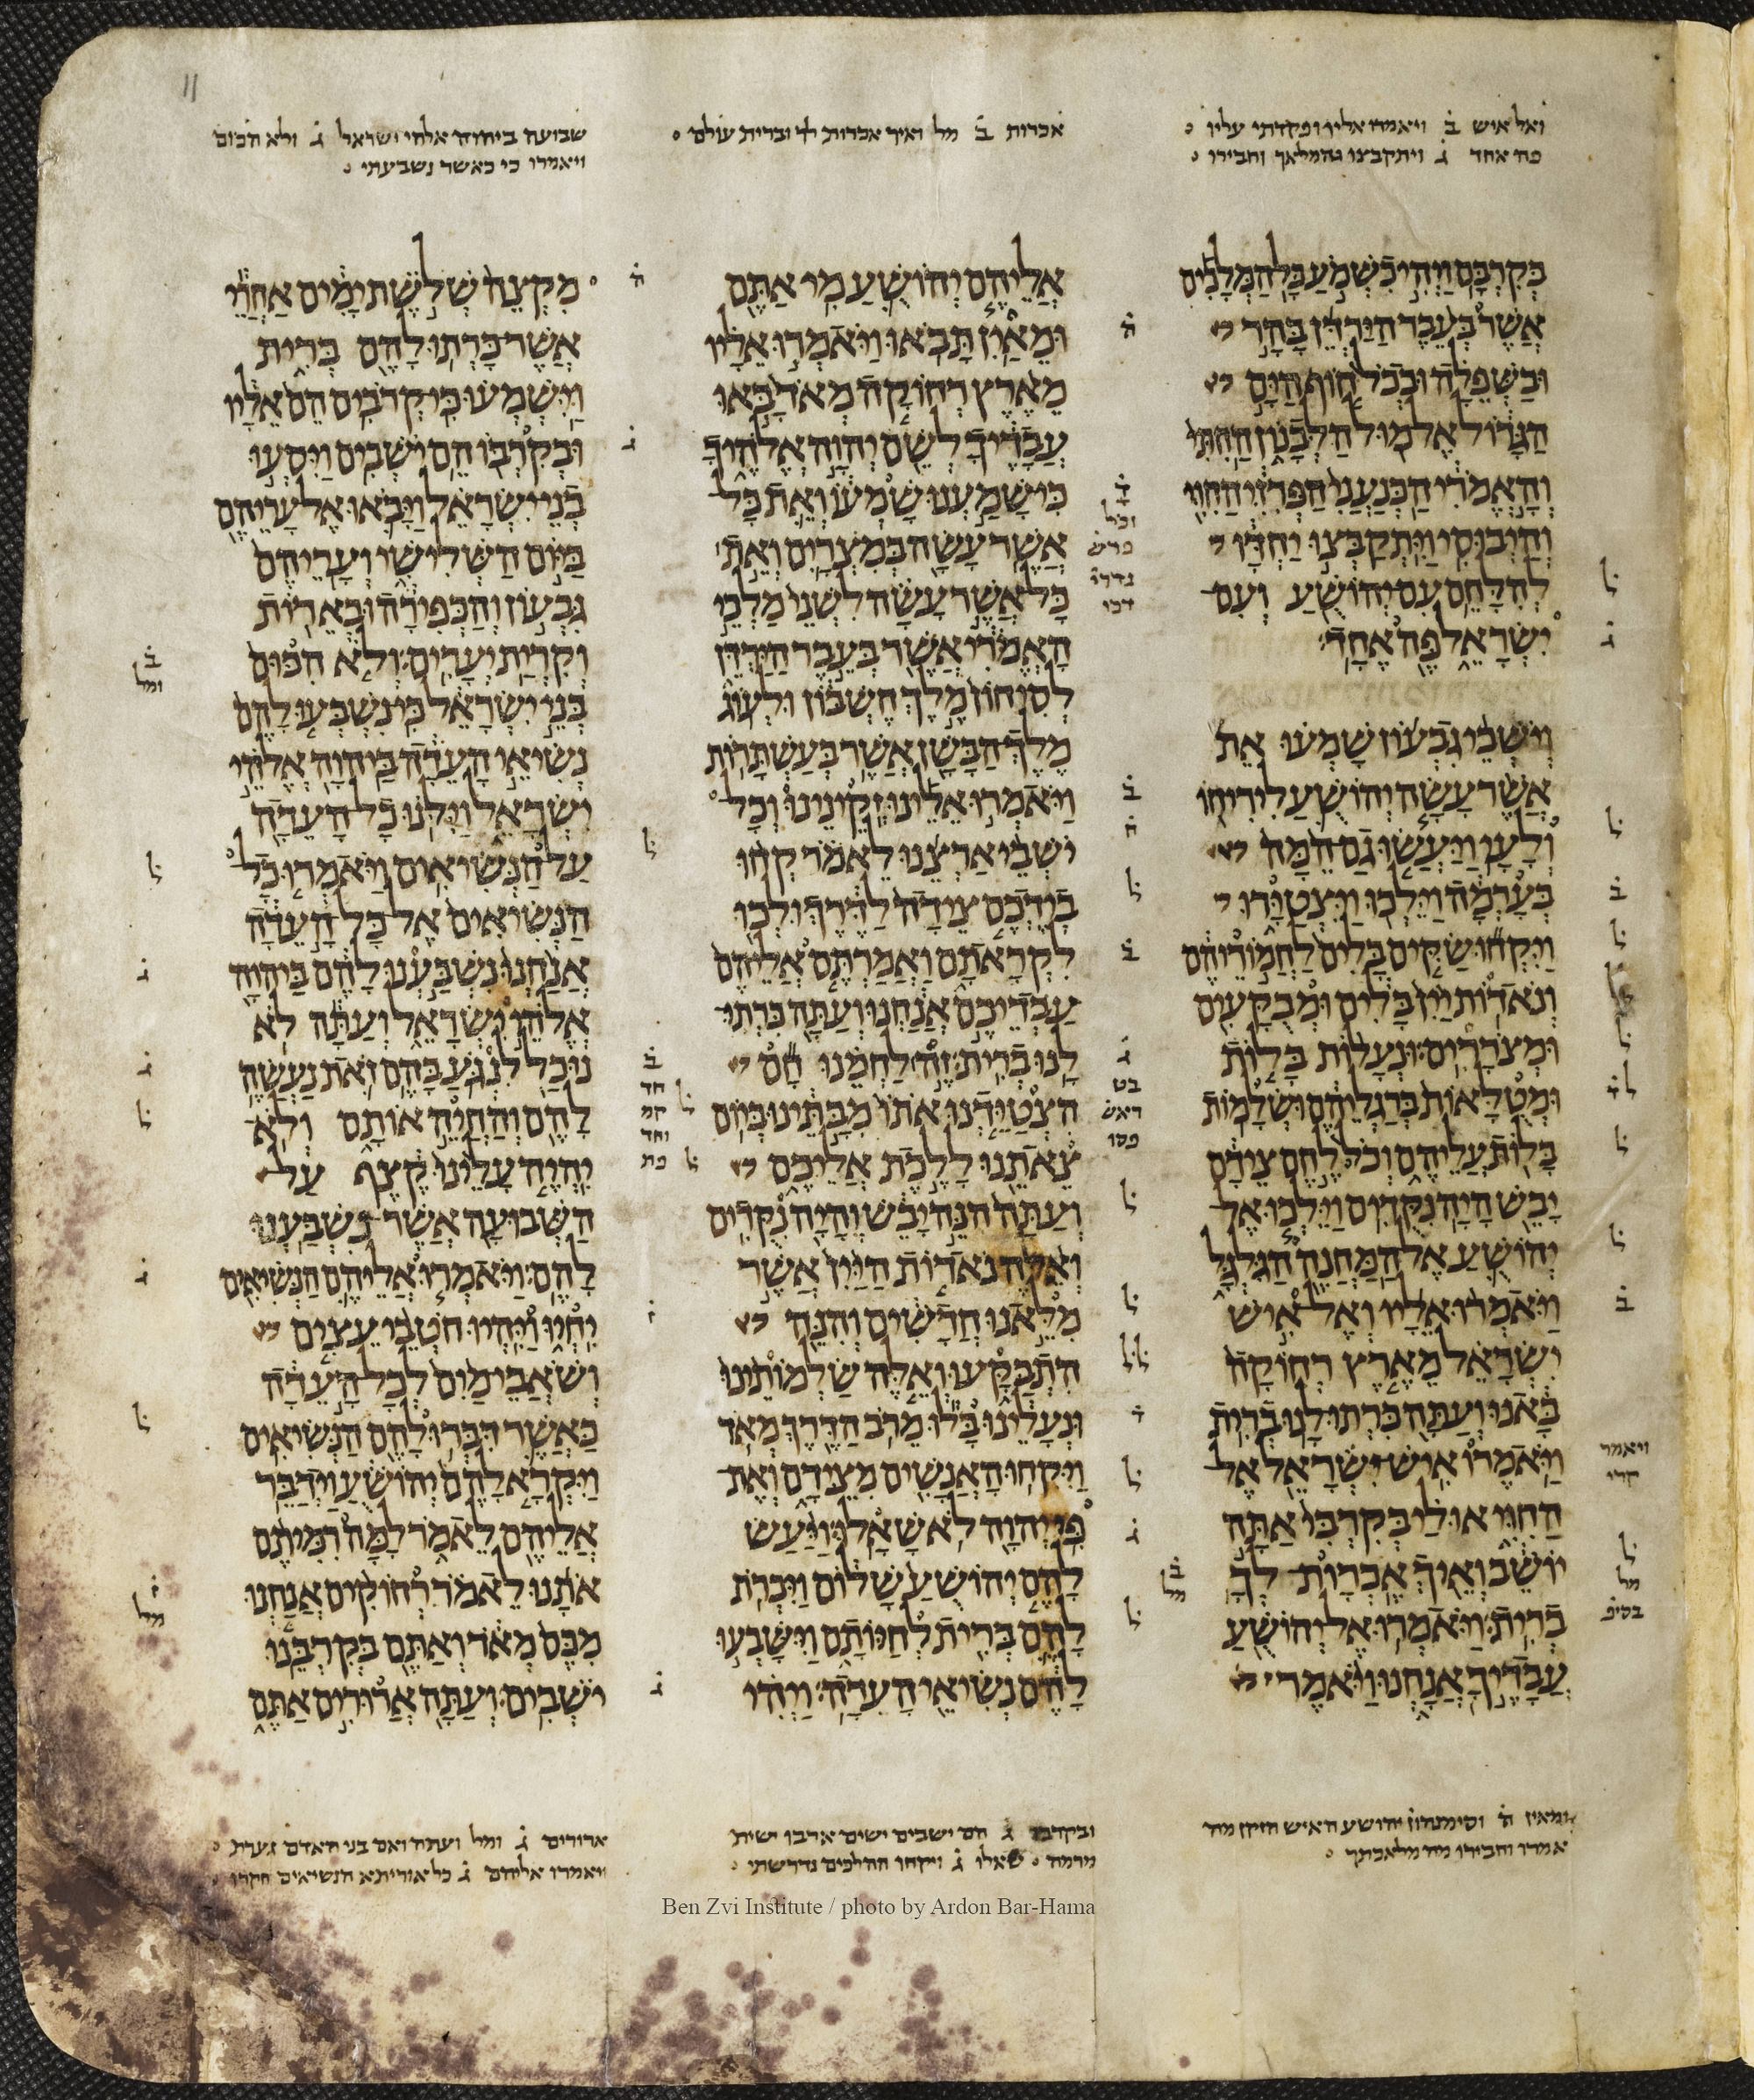 ואל איש ב ויאמרו אליו ופקדתי עליו
פה אחד ג ויתקבצו המלאך וחבירו
אכרות ב מל ואיך אכרות לך וברית עולם
שבועה ביהוה אלהי ישראל ג ולא הכום
ויאמרו כי כאשר נשבעתי
בקרבם ויהי כשמע כל המלכים
אשר בעבר הירדן בהר
ובשפלה ובכל חוף הים
הגדול אל מול הלבנון החתי
והאמרי הכנעני הפרזי החוי
והיבוסי ויתקבצו יחדו
להלחם עם יהושע ועם
ישראל פה אחד
וישבי גבעון שמעו את
אשר עשה יהושע ליריחו
ולעי ויעשו גם המה
בערמה וילכו ויצטירו
ויקחו שקים בלים לחמוריהם
ונאדות יין בלים ומבקעים
ומצררים ונעלות בלות
ומטלאות ברגליהם ושלמות
בלות עליהם וכל לחם צידם
יבש היה נקדים וילכו אל
יהושע אל המחנה הגלגל
ויאמרו אליו ואל איש
ישראל מארץ רחוקה
באנו ועתה כרתו לנו ברית
ויאמרו איש ישראל אל
החוי אולי בקרבי אתה
יושב ואיך אכרות לך
ברית ויאמרו אל יהושע
עבדיך אנחנו ויאמר
אליהם יהושע מי אתם
ומאין תבאו ויאמרו אליו
מארץ רחוקה מאד באו
עבדיך לשם יהוה אלהיך
כי שמענו שמעו ואת כל
אשר עשה במצרים ואת
כל אשר עשה לשני מלכי
האמרי אשר בעבר הירדן
לסיחון מלך חשבון ולעוג
מלך הבשן אשר בעשתרות
ויאמרו אלינו זקינינו וכל
ישבי ארצנו לאמר קחו
בידכם צידה לדרך ולכו
לקראתם ואמרתם אליהם
עבדיכם אנחנו ועתה כרתו
לנו ברית זה לחמנו חם
הצטידנו אתו מבתינו ביום
צאתנו ללכת אליכם
ועתה הנה יבש והיה נקדים
ואלה נאדות היין אשר
מלאנו חדשים והנה
התבקעו ואלה שלמותינו
ונעלינו בלו מרב הדרך מאד
ויקחו האנשים מצידם ואת
פי יהוה לא שאלו ויעש
להם יהושע שלום ויכרת
להם ברית לחיותם וישבעו
להם נשיאי העדה ויהי
מקצה שלשת ימים אחרי
אשר כרתו להם ברית
וישמעו כי קרבים הם אליו
ובקרבו הם ישבים ויסעו
בני ישראל ויבאו אל עריהם
ביום השלישי ועריהם
גבעון והכפירה ובארות
וקרית יערים ולא הכום
בני ישראל כי נשבעו להם
נשיאי העדה ביהוה אלהי
ישראל וילנו כל העדה
על הנשיאים ויאמרו כל
הנשיאים אל כל העדה
אנחנו נשבענו להם ביהוה
אלהי ישראל ועתה לא
נוכל לנגע בהם זאת נעשה
להם והחיה אותם ולא
יהיה עלינו קצף על
השבועה אשר נשבענו
להם ויאמרו אליהם הנשיאים
יחיו ויהיו חטבי עצים
ושאבי מים לכל העדה
כאשר דברו להם הנשיאים
ויקרא להם יהושע וידבר
אליהם לאמר למה רמיתם
אתנו לאמר רחוקים אנחנו
מכם מאד ואתם בקרבנו
ישבים ועתה ארורים אתם
ומאין ה וסימנהון יהושע האיש הזקן מה
אמרו וחבירו מה מלאכתך
ובקרבו ג הם ישבים ישים ארבו ישית
מרמה שאלו ג ויקחו ההלכים נדרשתי
ארורים ג ומל ועתה ואם בני האדם גערת
ויאמרו אליהם ג כל אוריתא הנשיאים חקרו
11
Ben Zvi Institute / photo by Ardon Bar-Hama